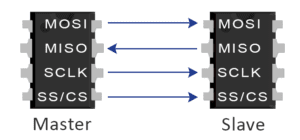 MOSI MOSI
MISO MISO
SCLK SCLK
SS/CS SS/CS
Master Slave